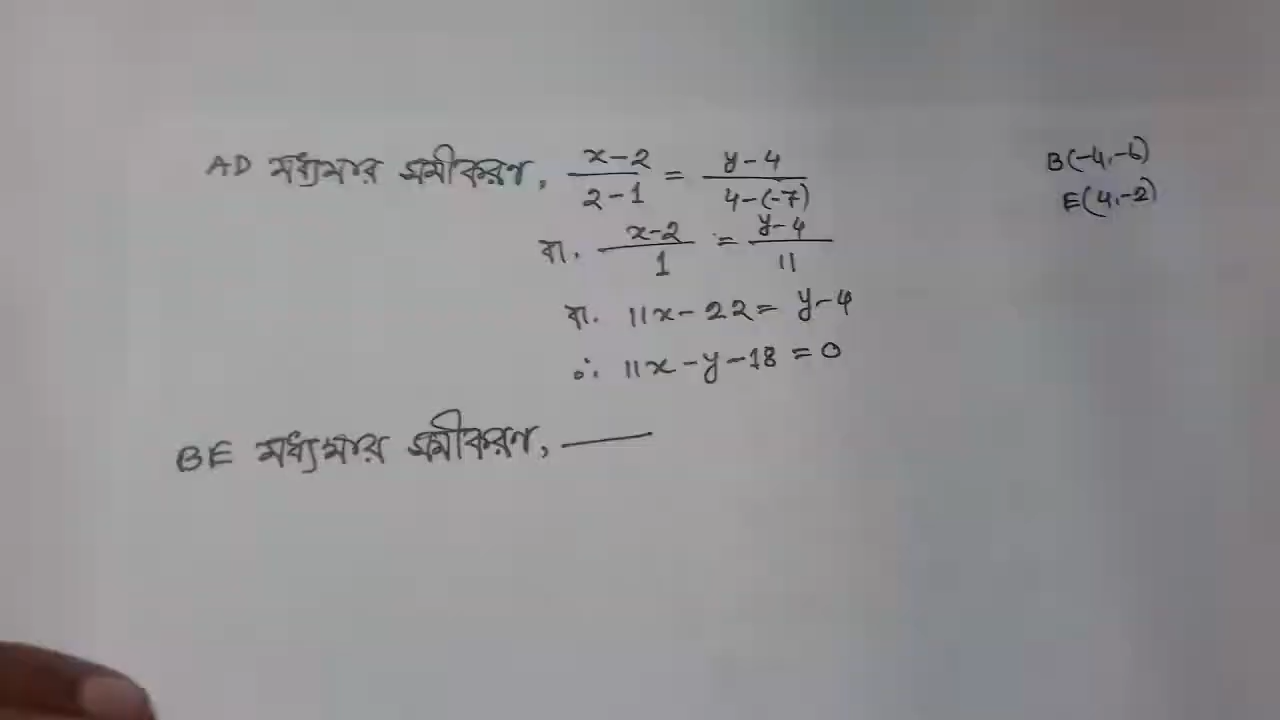 AD মধ্যমার সমীকরণ, x-2/2-1 = y-4/4-(-7)
বা, x-2/1 = y-4/11
বা, 11x-22 = y-4
∴ 11x-y-18 = 0
BE মধ্যমার সমীকরণ,
B(-4,-6)
E(4,-2)